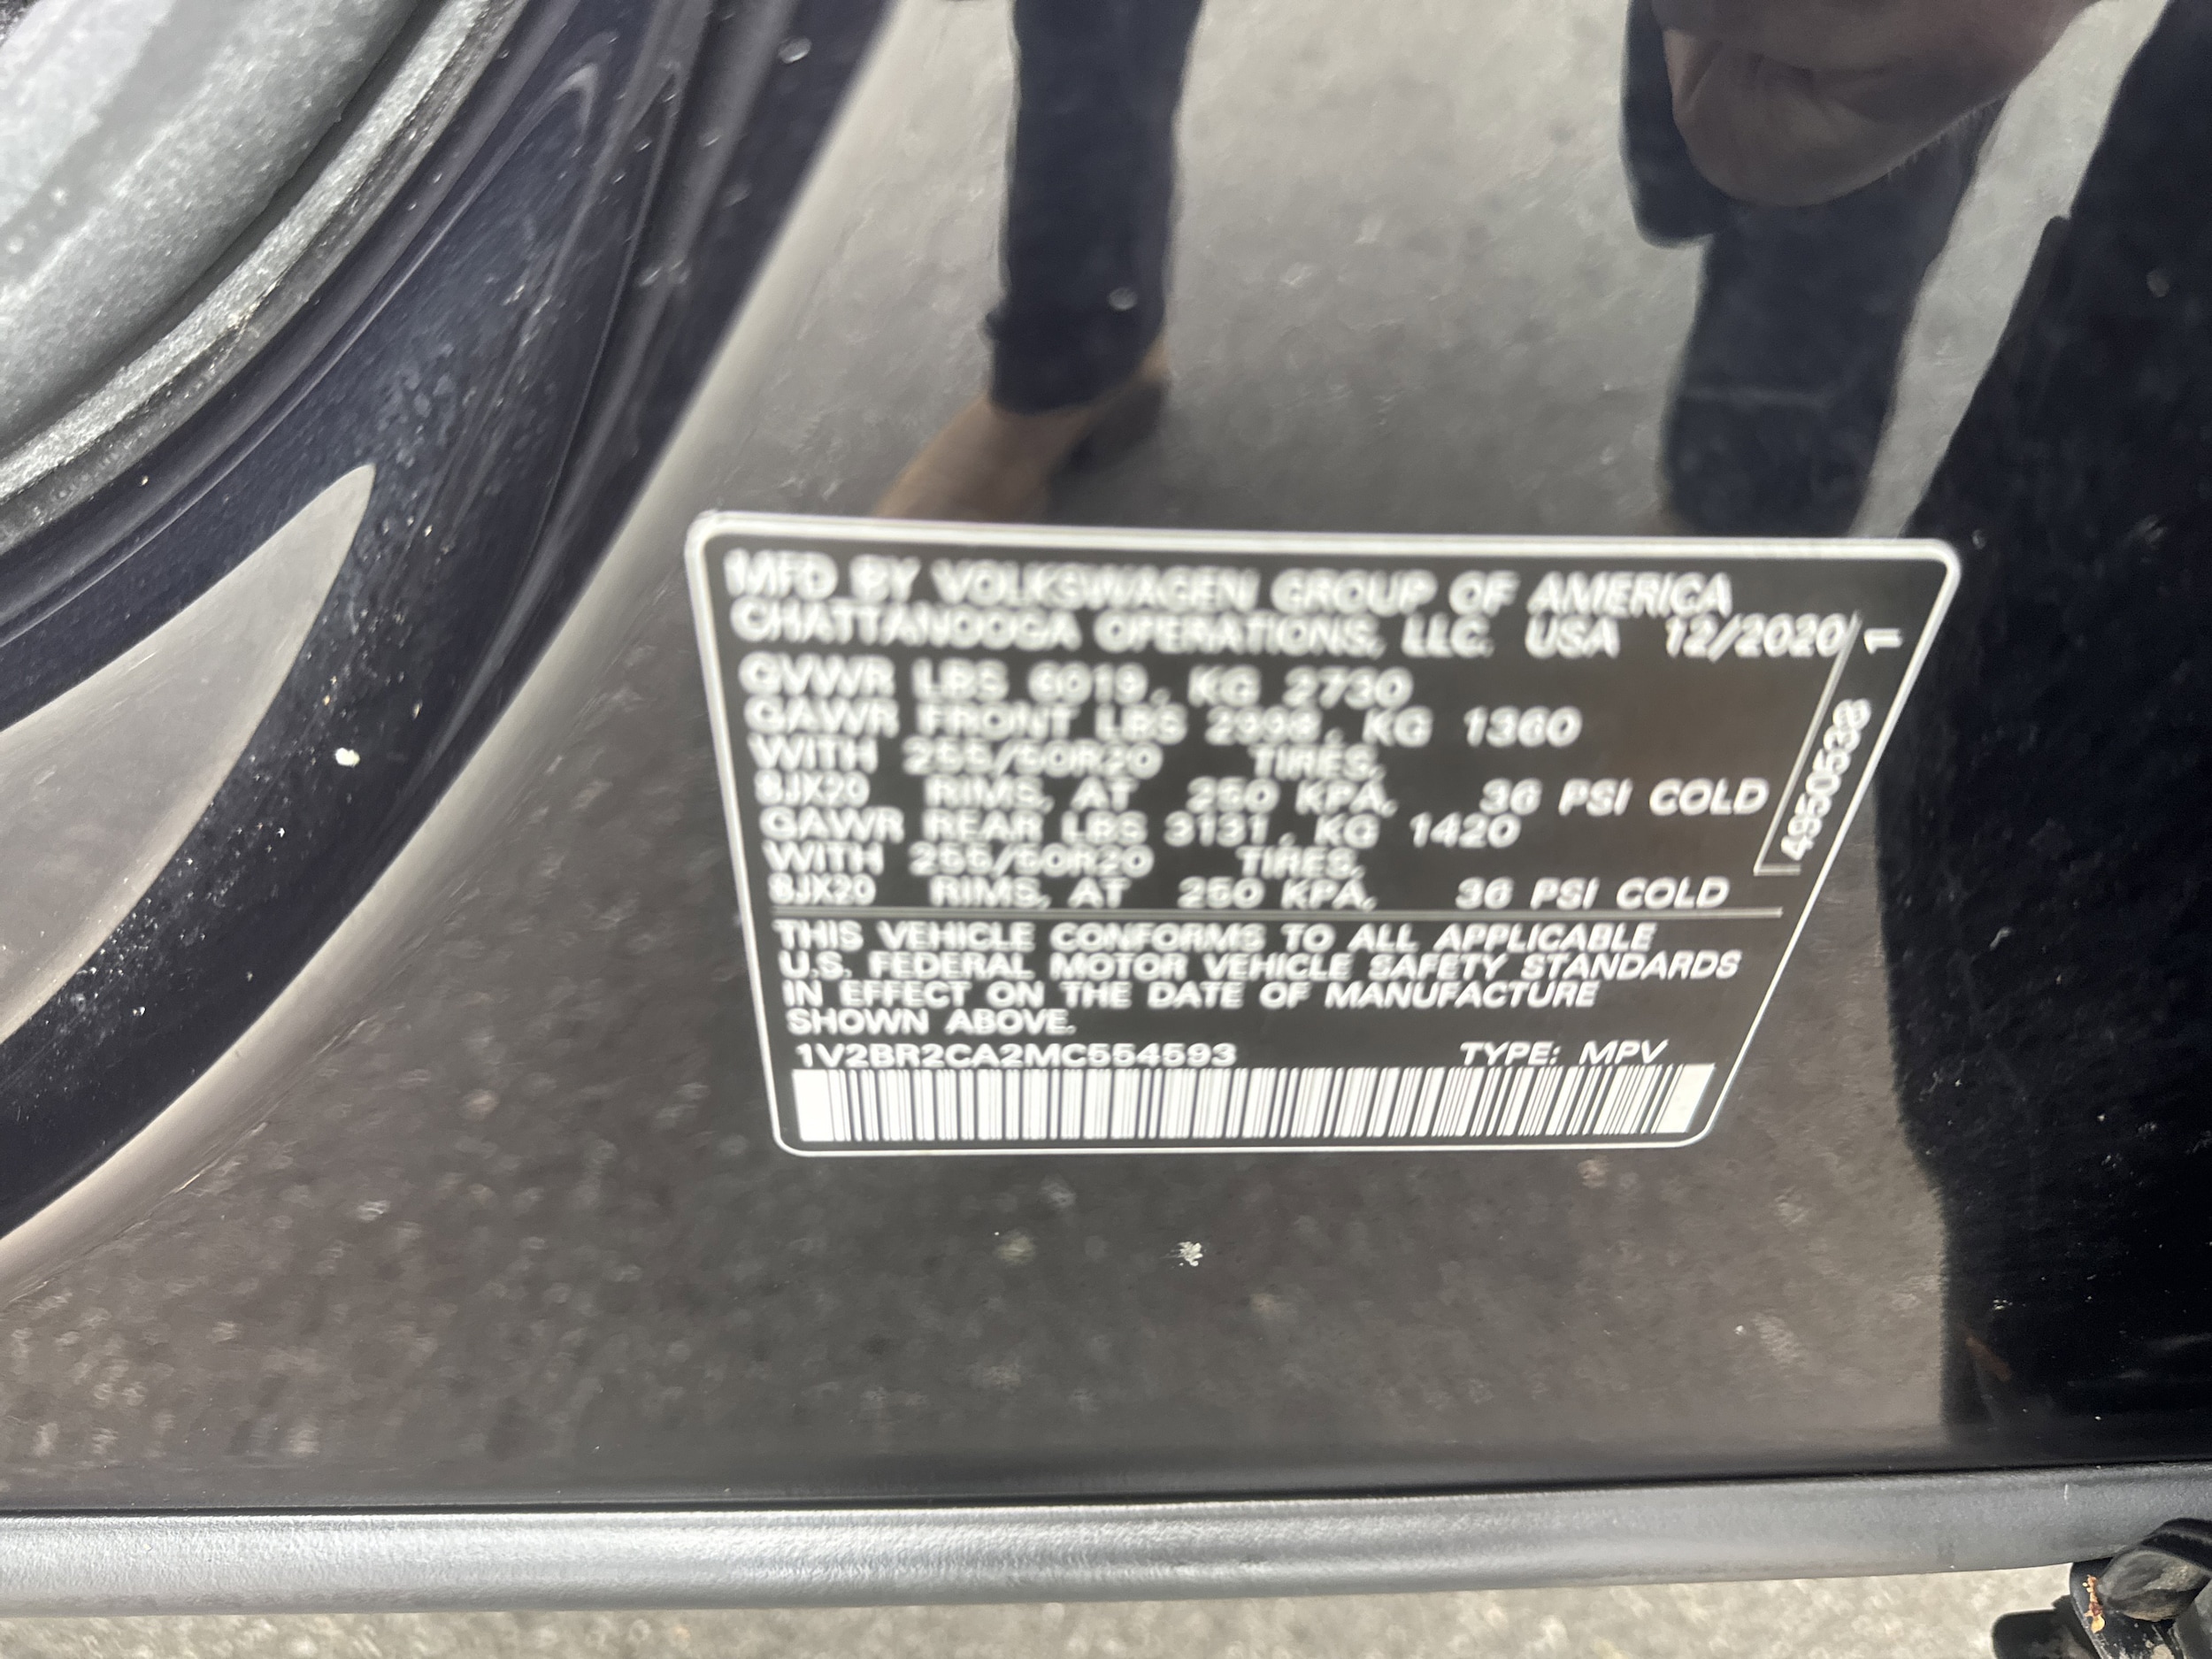 MFD BY VOLKSWAGEN GROUP OF AMERICA
CHATTANOOGA OPERATIONS, LLC. USA 12/2020
GVWR LBS 6019, KG 2730
GAWR FRONT LBS 2998, KG 1360
WITH 255/50R20 TIRES,
8JX20 RIMS, AT 250 KPA, 36 PSI COLD
GAWR REAR LBS 3131, KG 1420
WITH 255/50R20 TIRES,
8JX20 RIMS, AT 250 KPA, 36 PSI COLD
THIS VEHICLE CONFORMS TO ALL APPLICABLE
U.S. FEDERAL MOTOR VEHICLE SAFETY STANDARDS
IN EFFECT ON THE DATE OF MANUFACTURE
SHOWN ABOVE.
1V2BR2CA2MC554593 TYPE: MPV
49505338
1